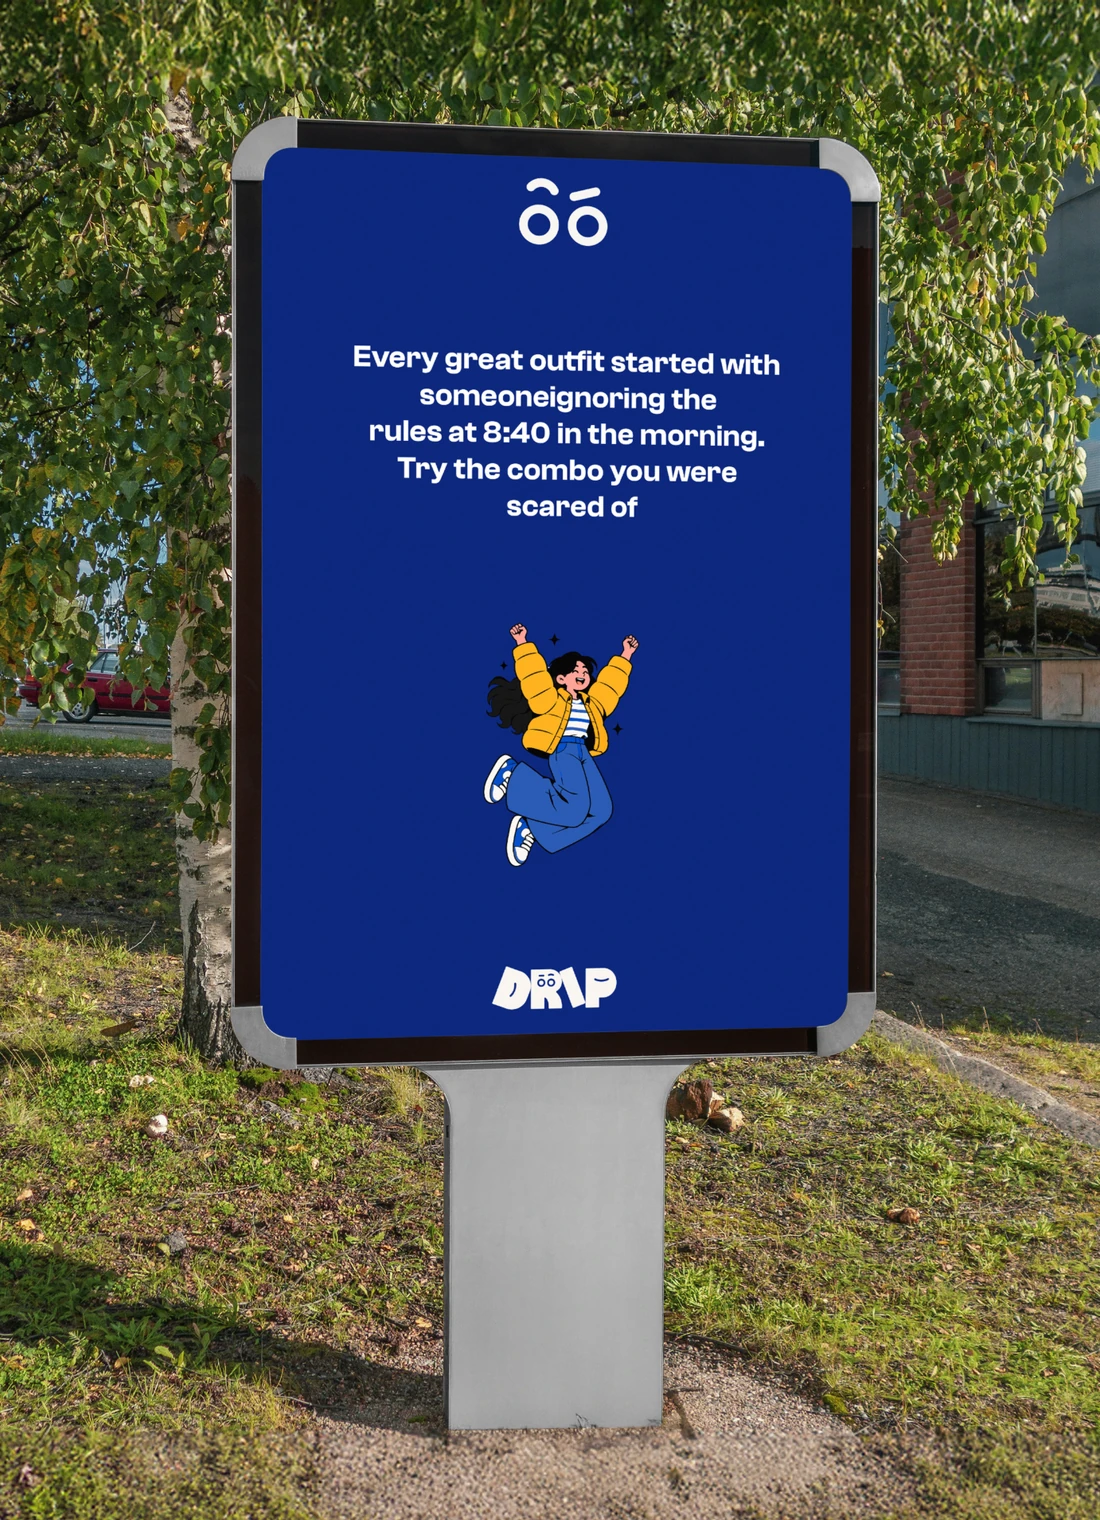 Every great outfit started with
someoneignoring the
rules at 8:40 in the morning.
Try the combo you were
scared of
DRIP